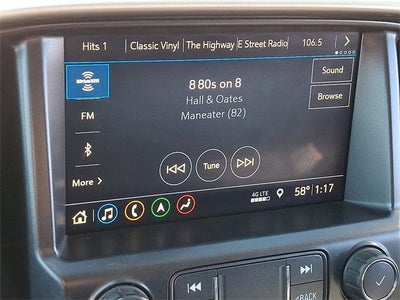 Hits 1 Classic Vinyl The Highway E Street Radio 106.5 >
SiriusXM
8 80s on 8
Sound
Hall & Oates
Browse
FM
Maneater (82)
More >
Tune
4G LTE
58° 1:17
BACK